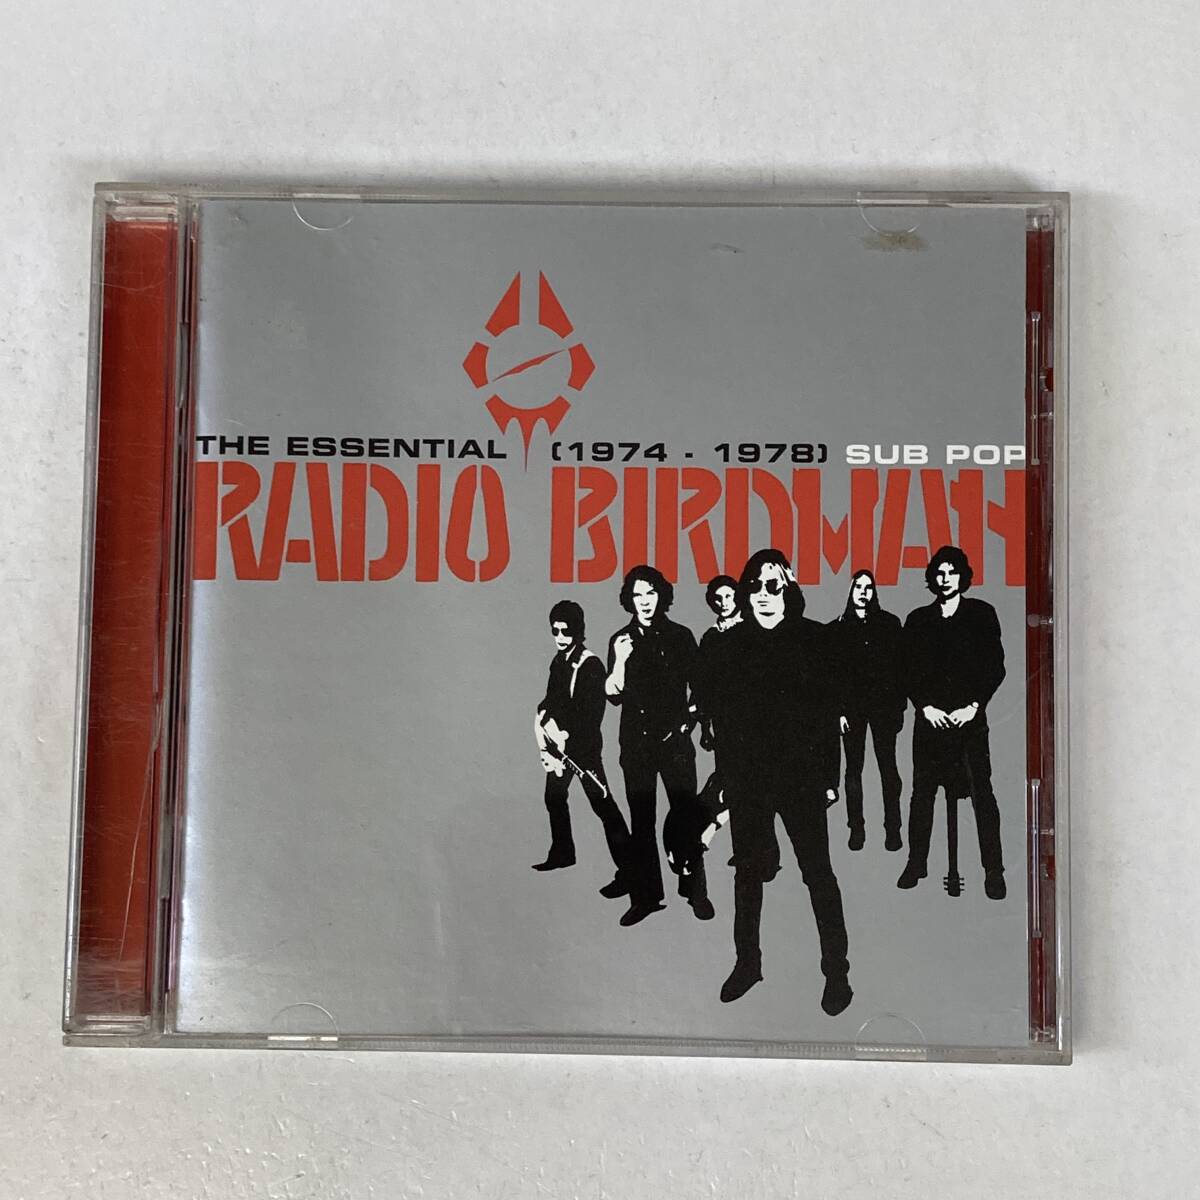 THE ESSENTIAL (1974 - 1978) SUB POP
RADIO BIRDMAN